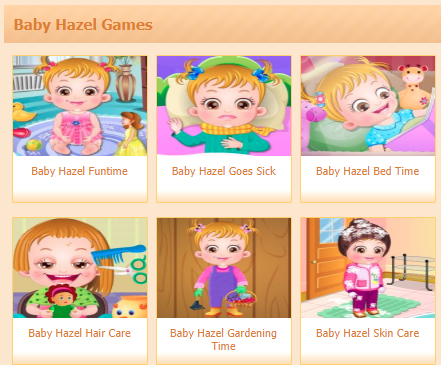 Baby Hazel Games
Baby Hazel Funtime
Baby Hazel Goes Sick
Baby Hazel Bed Time
Baby Hazel Hair Care
Baby Hazel Gardening
Time
Baby Hazel Skin Care